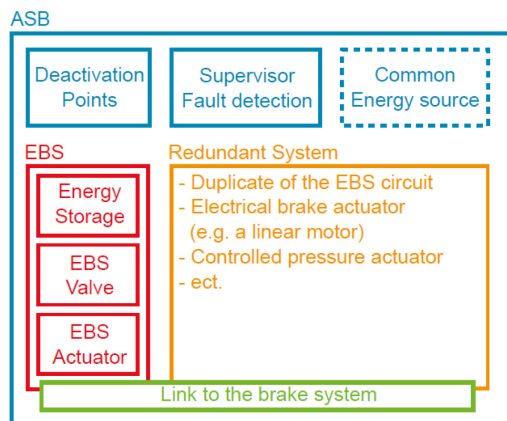 ASB
Deactivation
Points
Supervisor
Fault detection
Common
Energy source
EBS
Energy
Storage
EBS
Valve
EBS
Actuator
Redundant System
- Duplicate of the EBS circuit
- Electrical brake actuator
(e.g. a linear motor)
- Controlled pressure actuator
- ect.
Link to the brake system